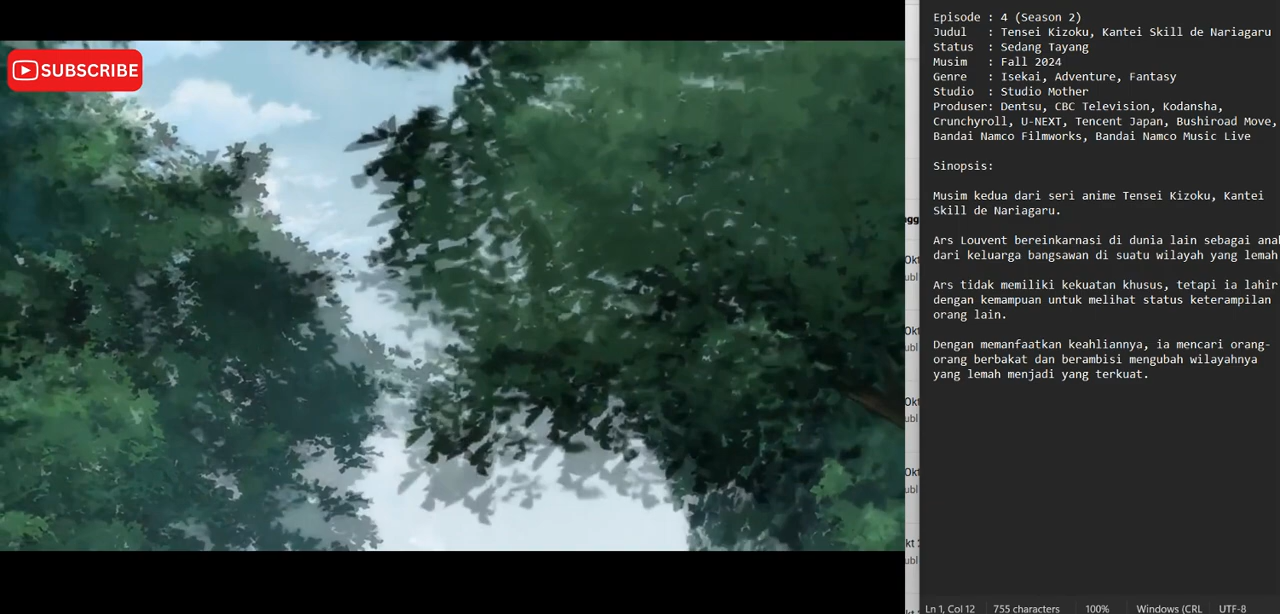 SUBSCRIBE
Episode : 4 (Season 2)
Judul : Tensei Kizoku, Kantei Skill de Nariagaru
Status : Sedang Tayang
Musim : Fall 2024
Genre : Isekai, Adventure, Fantasy
Studio : Studio Mother
Produser: Dentsu, CBC Television, Kodansha,
Crunchyroll, U-NEXT, Tencent Japan, Bushiroad Move,
Bandai Namco Filmworks, Bandai Namco Music Live
Sinopsis:
Musim kedua dari seri anime Tensei Kizoku, Kantei
Skill de Nariagaru.
Ars Louvent bereinkarnasi di dunia lain sebagai
dari keluarga bangsawan di suatu wilayah yang lemah
Ars tidak memiliki kekuatan khusus, tetapi ia lahir
dengan kemampuan untuk melihat status keterampilan
orang lain.
Dengan memanfaatkan keahliannya, ia mencari orang-
orang berbakat dan berambisi mengubah wilayahnya
yang lemah menjadi yang terkuat.
Ln 1, Col 12 755 characters 100% Windows (CRL UTF-8